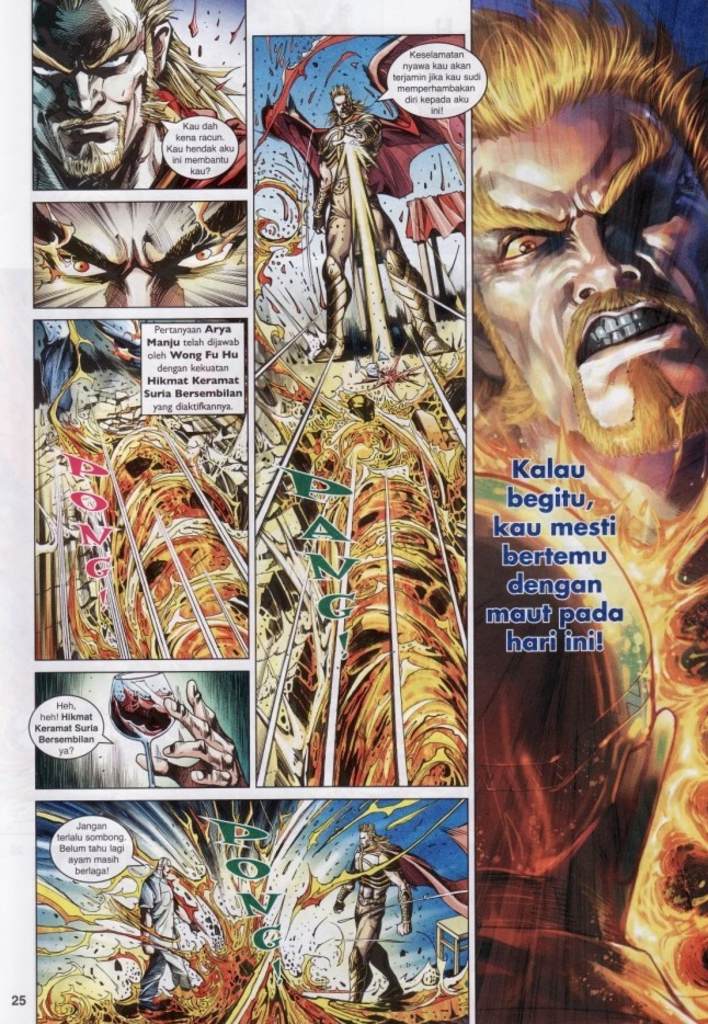 Kau dah
kena racun.
Kau hendak aku
ini membantu
kau?
Pertanyaan Arya
Manju telah dijawab
oleh Wong Fu Hu
dengan kekuatan
Hikmat Keramat
Suria Bersembilan
yang diaktifkannya.
PONG!
Heh,
heh! Hikmat
Keramat Suria
Bersembilan
ya?
Keselamatan
nyawa kau akan
terjamin jika kau sudi
memperhambakan
diri kepada aku
ini!
PANG!
Jangan
terlalu sombong.
Belum tahu lagi
ayam masih
berlaga!
PONG!
Kalau
begitu,
kau mesti
bertemu
dengan
maut pada
hari ini!
25